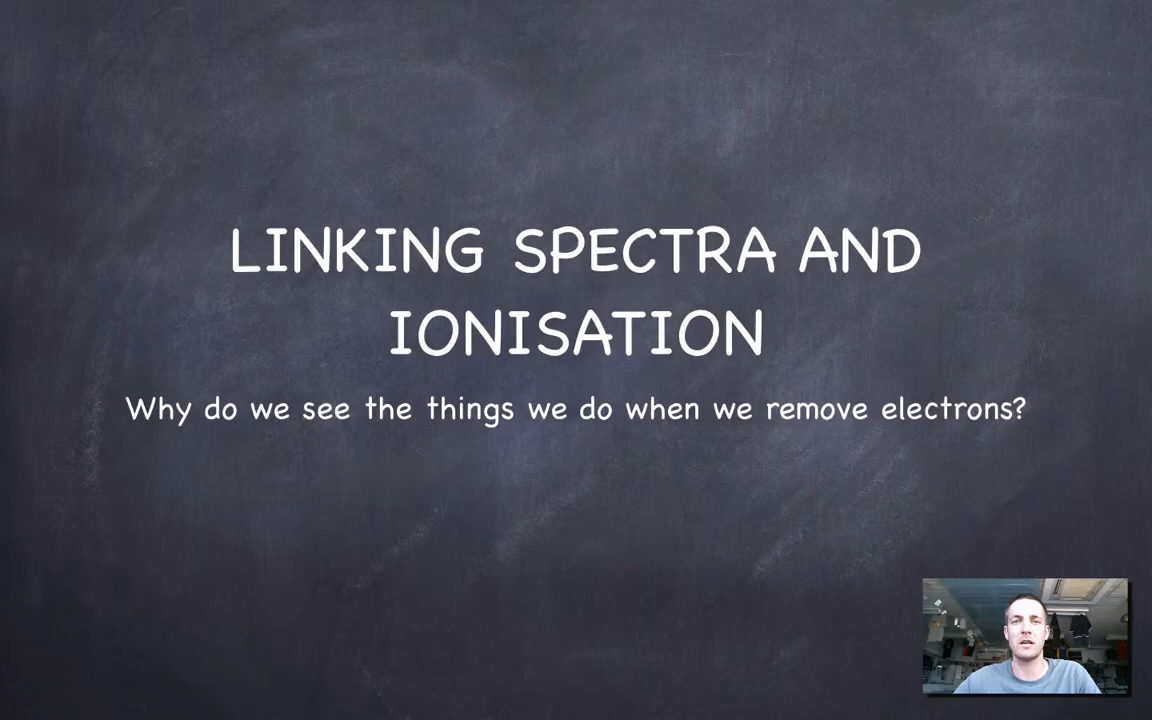 LINKING SPECTRA AND
IONISATION
Why do we see the things we do when we remove electrons?